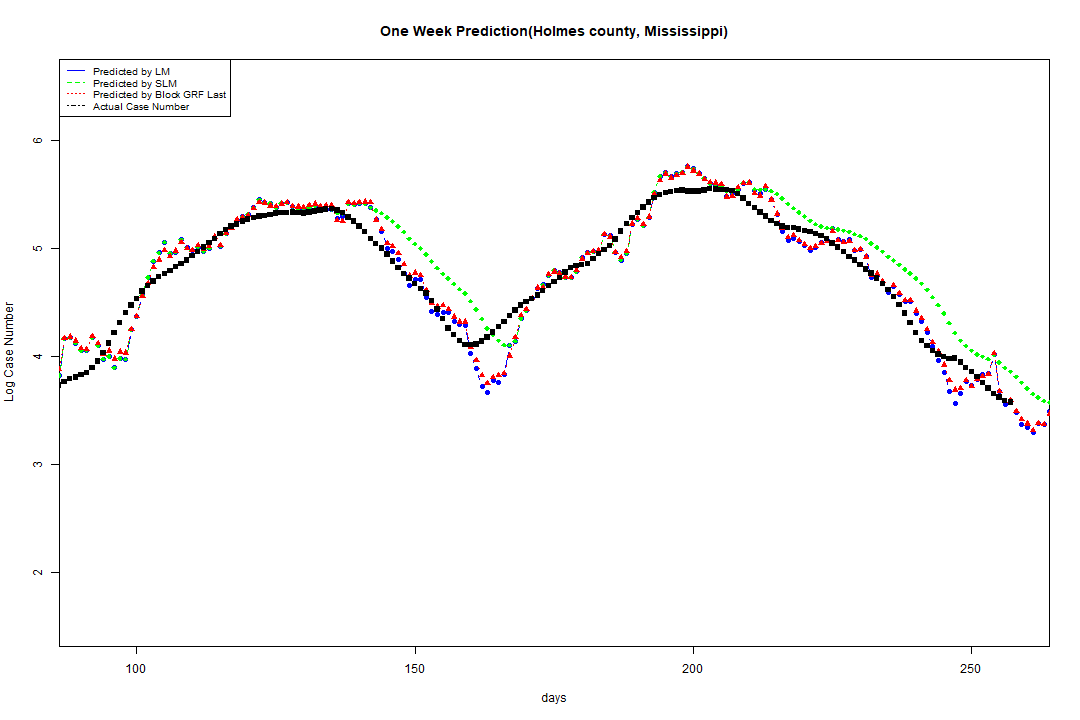 One Week Prediction(Holmes county, Mississippi)
Predicted by LM
Predicted by SLM
Predicted by Block GRF Last
Actual Case Number
Log Case Number
6
5
4
3
2
100 150 200 250
days